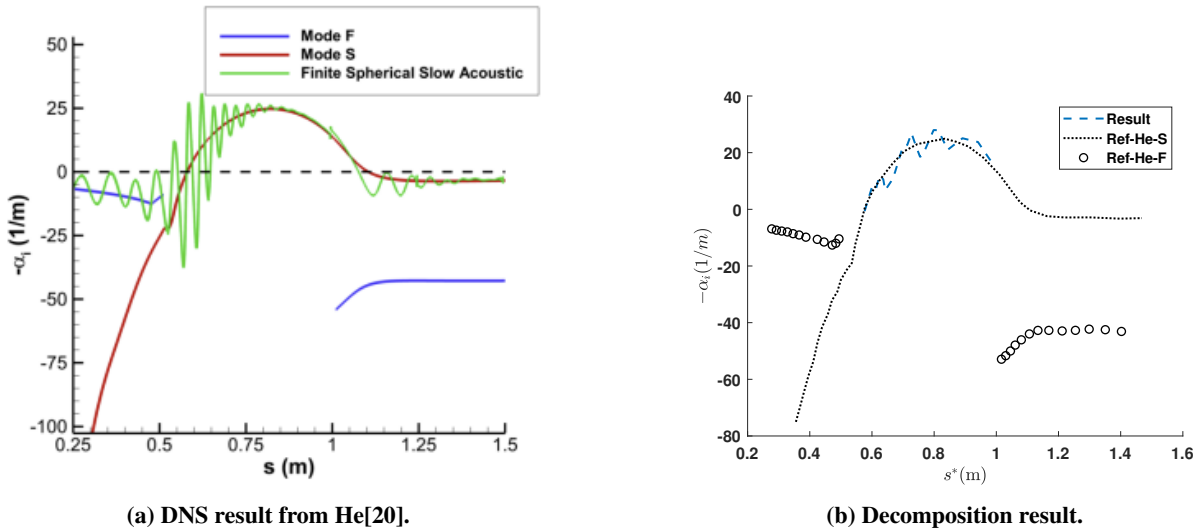 Mode F
Mode S
Finite Spherical Slow Acoustic
50
25
0
-25
-50
-75
-100
-αi (1/m)
0.25
0.5
0.75
1
1.25
1.5
s (m)
(a) DNS result from He[20].
Result
Ref-He-S
Ref-He-F
40
20
0
-20
-40
-60
-80
-αi(1/m)
0.2
0.4
0.6
0.8
1
1.2
1.4
1.6
s*(m)
(b) Decomposition result.